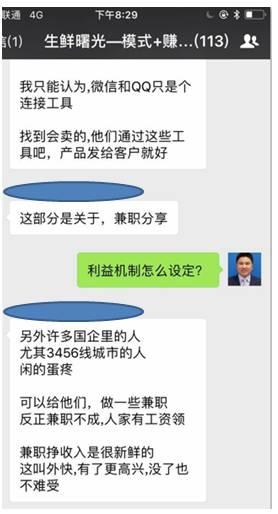 联通 4G 下午8:29
信(1) 生鲜曙光—模式+赚...(113)
我只能认为,微信和QQ只是个
连接工具
找到会卖的,他们通过这些工
具吧，产品发给客户就好
这部分是关于，兼职分享
利益机制怎么设定?
另外许多国企里的人
尤其3456线城市的人
闲的蛋疼
可以给他们，做一些兼职
反正兼职不成,人家有工资领
兼职挣收入是很新鲜的
这叫外快,有了更高兴,没了也
不难受